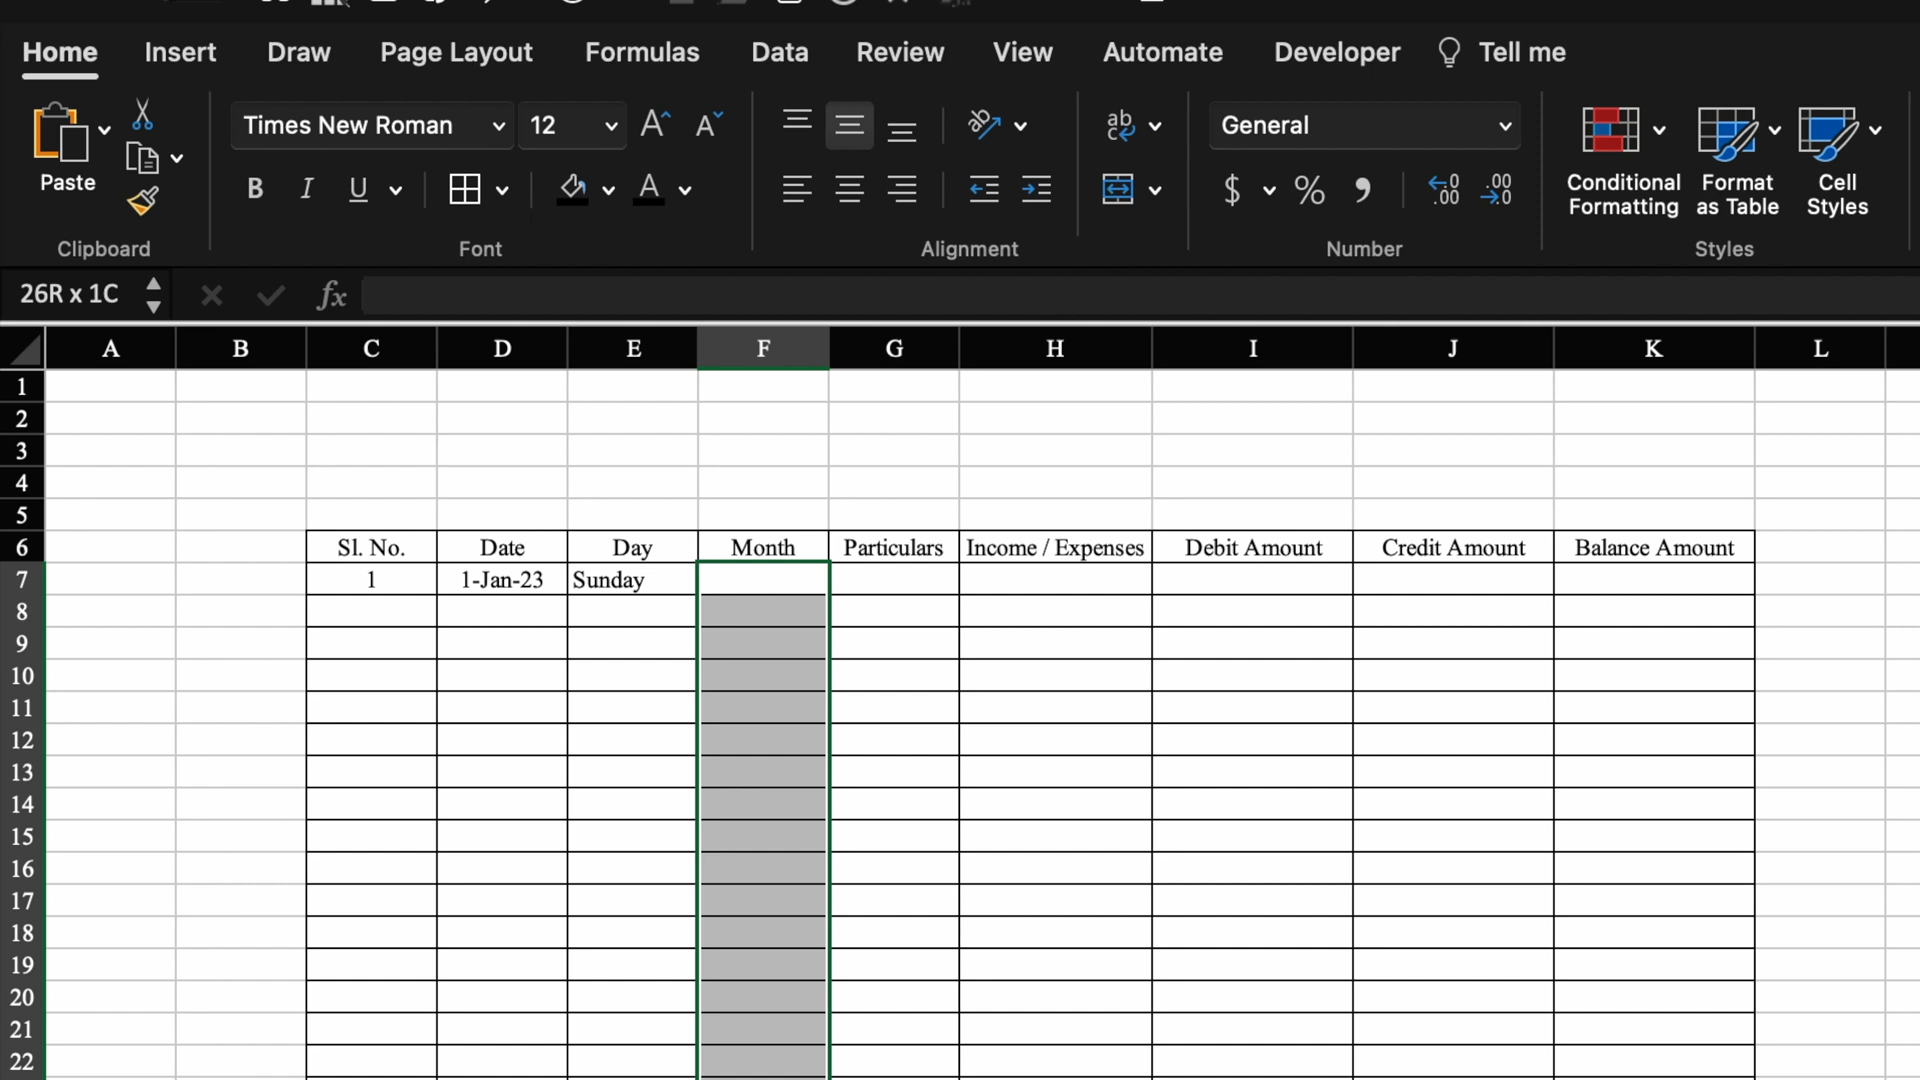 Home Insert Draw Page Layout Formulas Data Review View Automate Developer Tell me
Paste
Times New Roman 12
General
Conditional Formatting
Format as Table
Cell Styles
Clipboard Font Alignment Number Styles
26R x 1C fx
A B C D E F G H I J K L
1
2
3
4
5
6 Sl. No. Date Day Month Particulars Income / Expenses Debit Amount Credit Amount Balance Amount
7 1 1-Jan-23 Sunday
8
9
10
11
12
13
14
15
16
17
18
19
20
21
22